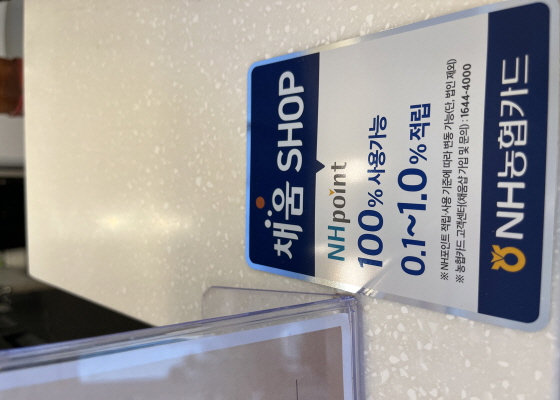 채움 SHOP
NHpoint
100% 사용가능
0.1~1.0% 적립
※ NH포인트 적립·사용 기준에 따라 변동 가능(단, 법인 제외)
※ 농협카드 고객센터(채움샵 가입 및 문의) : 1644-4000
NH농협카드